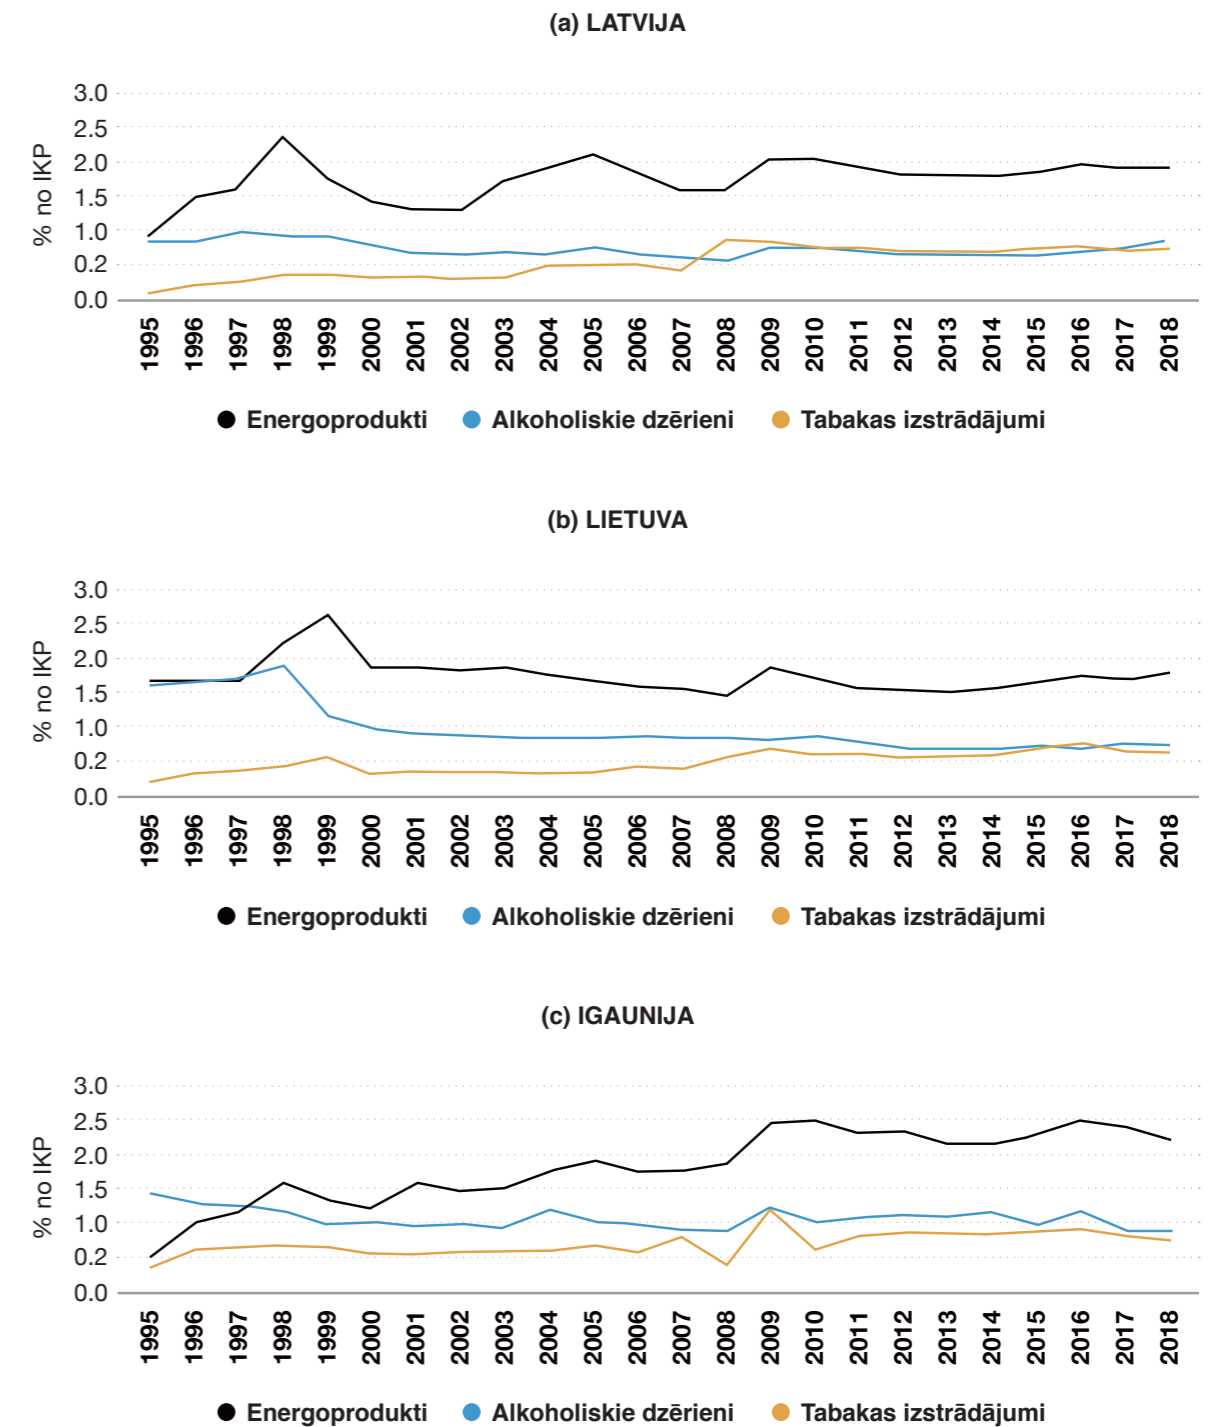 (a) LATVIJA
% no IKP
3.0
2.5
2.0
1.5
1.0
0.2
0.0
1995 1996 1997 1998 1999 2000 2001 2002 2003 2004 2005 2006 2007 2008 2009 2010 2011 2012 2013 2014 2015 2016 2017 2018
Energoprodukti Alkoholiskie dzērieni Tabakas izstrādājumi
(b) LIETUVA
% no IKP
3.0
2.5
2.0
1.5
1.0
0.2
0.0
1995 1996 1997 1998 1999 2000 2001 2002 2003 2004 2005 2006 2007 2008 2009 2010 2011 2012 2013 2014 2015 2016 2017 2018
Energoprodukti Alkoholiskie dzērieni Tabakas izstrādājumi
(c) IGAUNIJA
% no IKP
3.0
2.5
2.0
1.5
1.0
0.2
0.0
1995 1996 1997 1998 1999 2000 2001 2002 2003 2004 2005 2006 2007 2008 2009 2010 2011 2012 2013 2014 2015 2016 2017 2018
Energoprodukti Alkoholiskie dzērieni Tabakas izstrādājumi